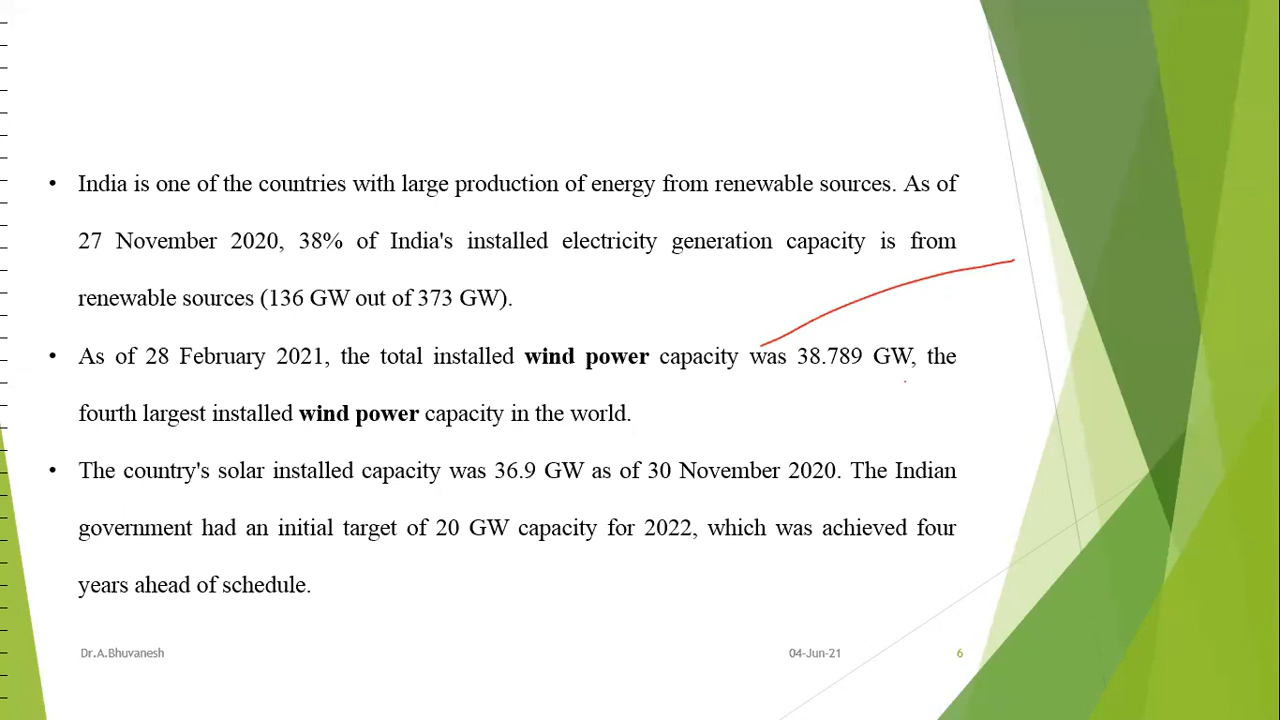 • India is one of the countries with large production of energy from renewable sources. As of
27 November 2020, 38% of India's installed electricity generation capacity is from
renewable sources (136 GW out of 373 GW).
• As of 28 February 2021, the total installed wind power capacity was 38.789 GW, the
fourth largest installed wind power capacity in the world.
• The country's solar installed capacity was 36.9 GW as of 30 November 2020. The Indian
government had an initial target of 20 GW capacity for 2022, which was achieved four
years ahead of schedule.
Dr.A.Bhuvanesh 04-Jun-21 6